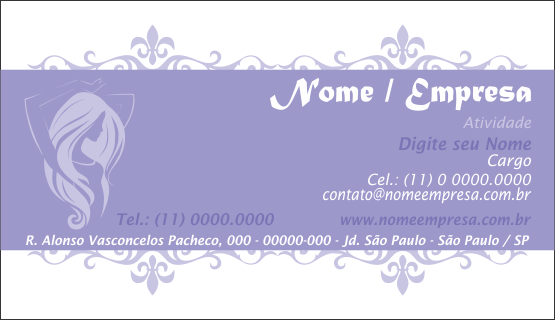 Nome / Empresa
Atividade
Digite seu Nome
Cargo
Cel.: (11) 0 0000.0000
contato@nomeempresa.com.br
Tel.: (11) 0000.0000 www.nomeempresa.com.br
R. Alonso Vasconcelos Pacheco, 000 - 00000-000 - Jd. São Paulo - São Paulo / SP